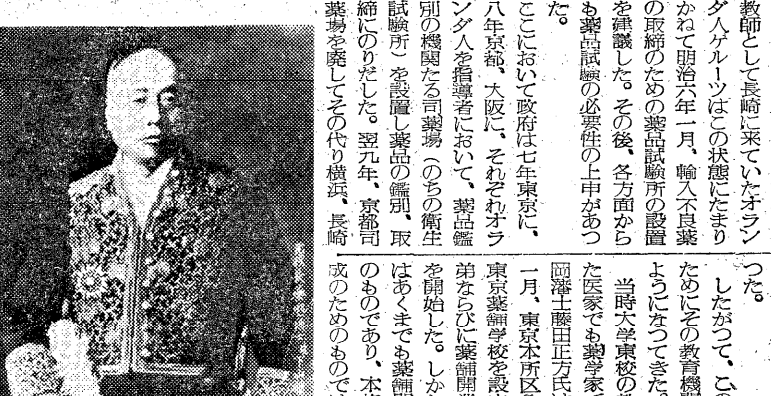 教師として長崎に来ていたオラン
ダ人ゲルーツはこの状態にたまり
かねて明治六年一月、輸入不良薬
の取締のための薬品試験所の設置
を建議した。その後、各方面から
も薬品試験の必要性の上申があつ
た。
ここにおいて政府は七年東京に、
八年京都、大阪に、それぞれオラ
ンダ人を指導者において、薬品鑑
別の機関たる司薬場（のちの衛生
試験所）を設置し薬品の鑑別、取
締にのりだした。翌元年、京都司
薬場を廃してその代り横浜、長崎
つた。
したがつて、この
ためにその教育機関
ようになつてきた。
当時大学東校の教
た医家でも薬学家で
岡藩士藤田正方氏は
一月、東京本所区
東京薬舗学校を設
弟ならびに薬舗開業
を開始した。しか
はあくまでも薬舗開
のものであり、本格
成のためのもので